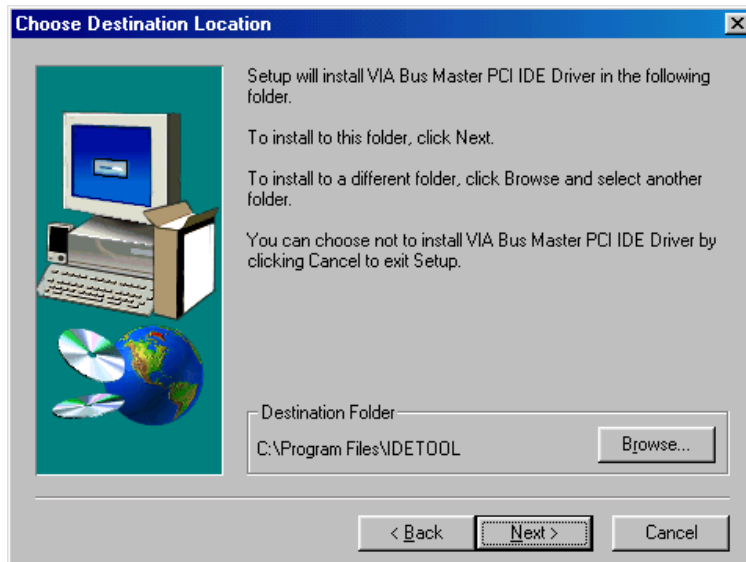 Choose Destination Location
Setup will install VIA Bus Master PCI IDE Driver in the following
folder.
To install to this folder, click Next.
To install to a different folder, click Browse and select another
folder.
You can choose not to install VIA Bus Master PCI IDE Driver by
clicking Cancel to exit Setup.
Destination Folder
C:\Program Files\IDETOOL
Browse...
< Back
Next >
Cancel